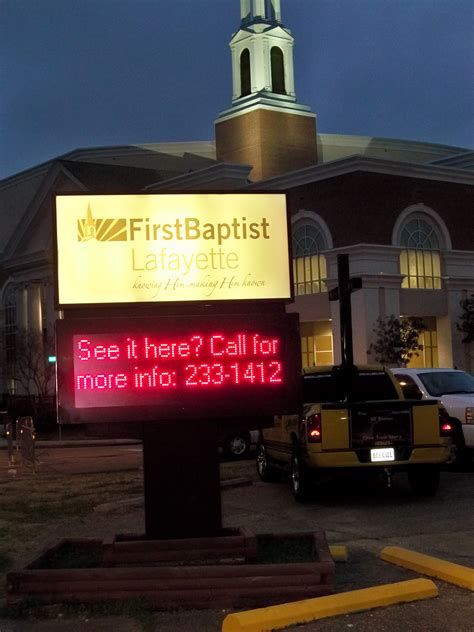 FirstBaptist
Lafayette
knowing Him making Him known
See it here? Call for
more info: 233-1412